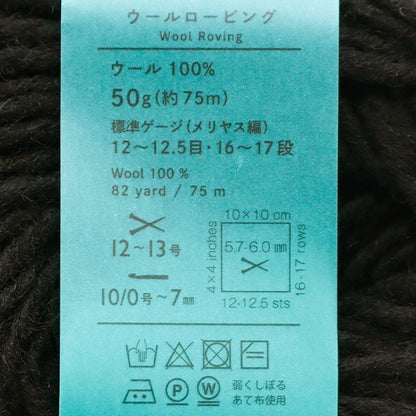 ウールロービング
Wool Roving
ウール 100%
50g(約75m)
標準ゲージ(メリヤス編)
12〜12.5目・16〜17段
Wool 100 %
82 yard / 75 m
12〜13号
10/0号〜7mm
10×10 cm
4×4 inches
5.7-6.0 mm
16-17 rows
12-12.5 sts
P
W
弱くしぼる
あて布使用